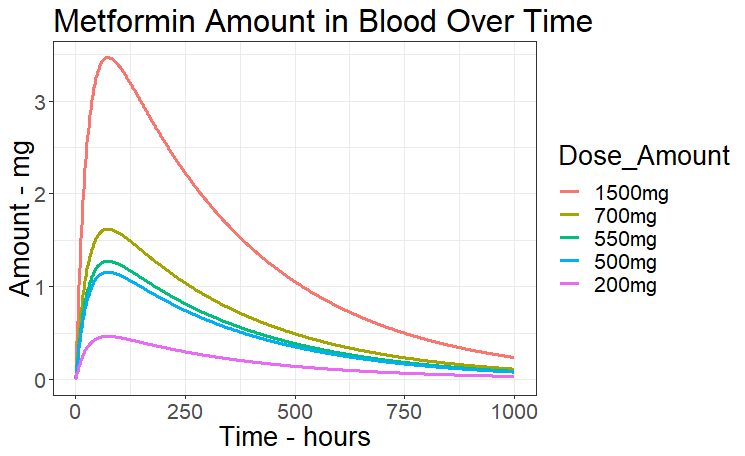 Metformin Amount in Blood Over Time
Amount - mg
3
2
1
0
0 250 500 750 1000
Time - hours
Dose_Amount
1500mg
700mg
550mg
500mg
200mg